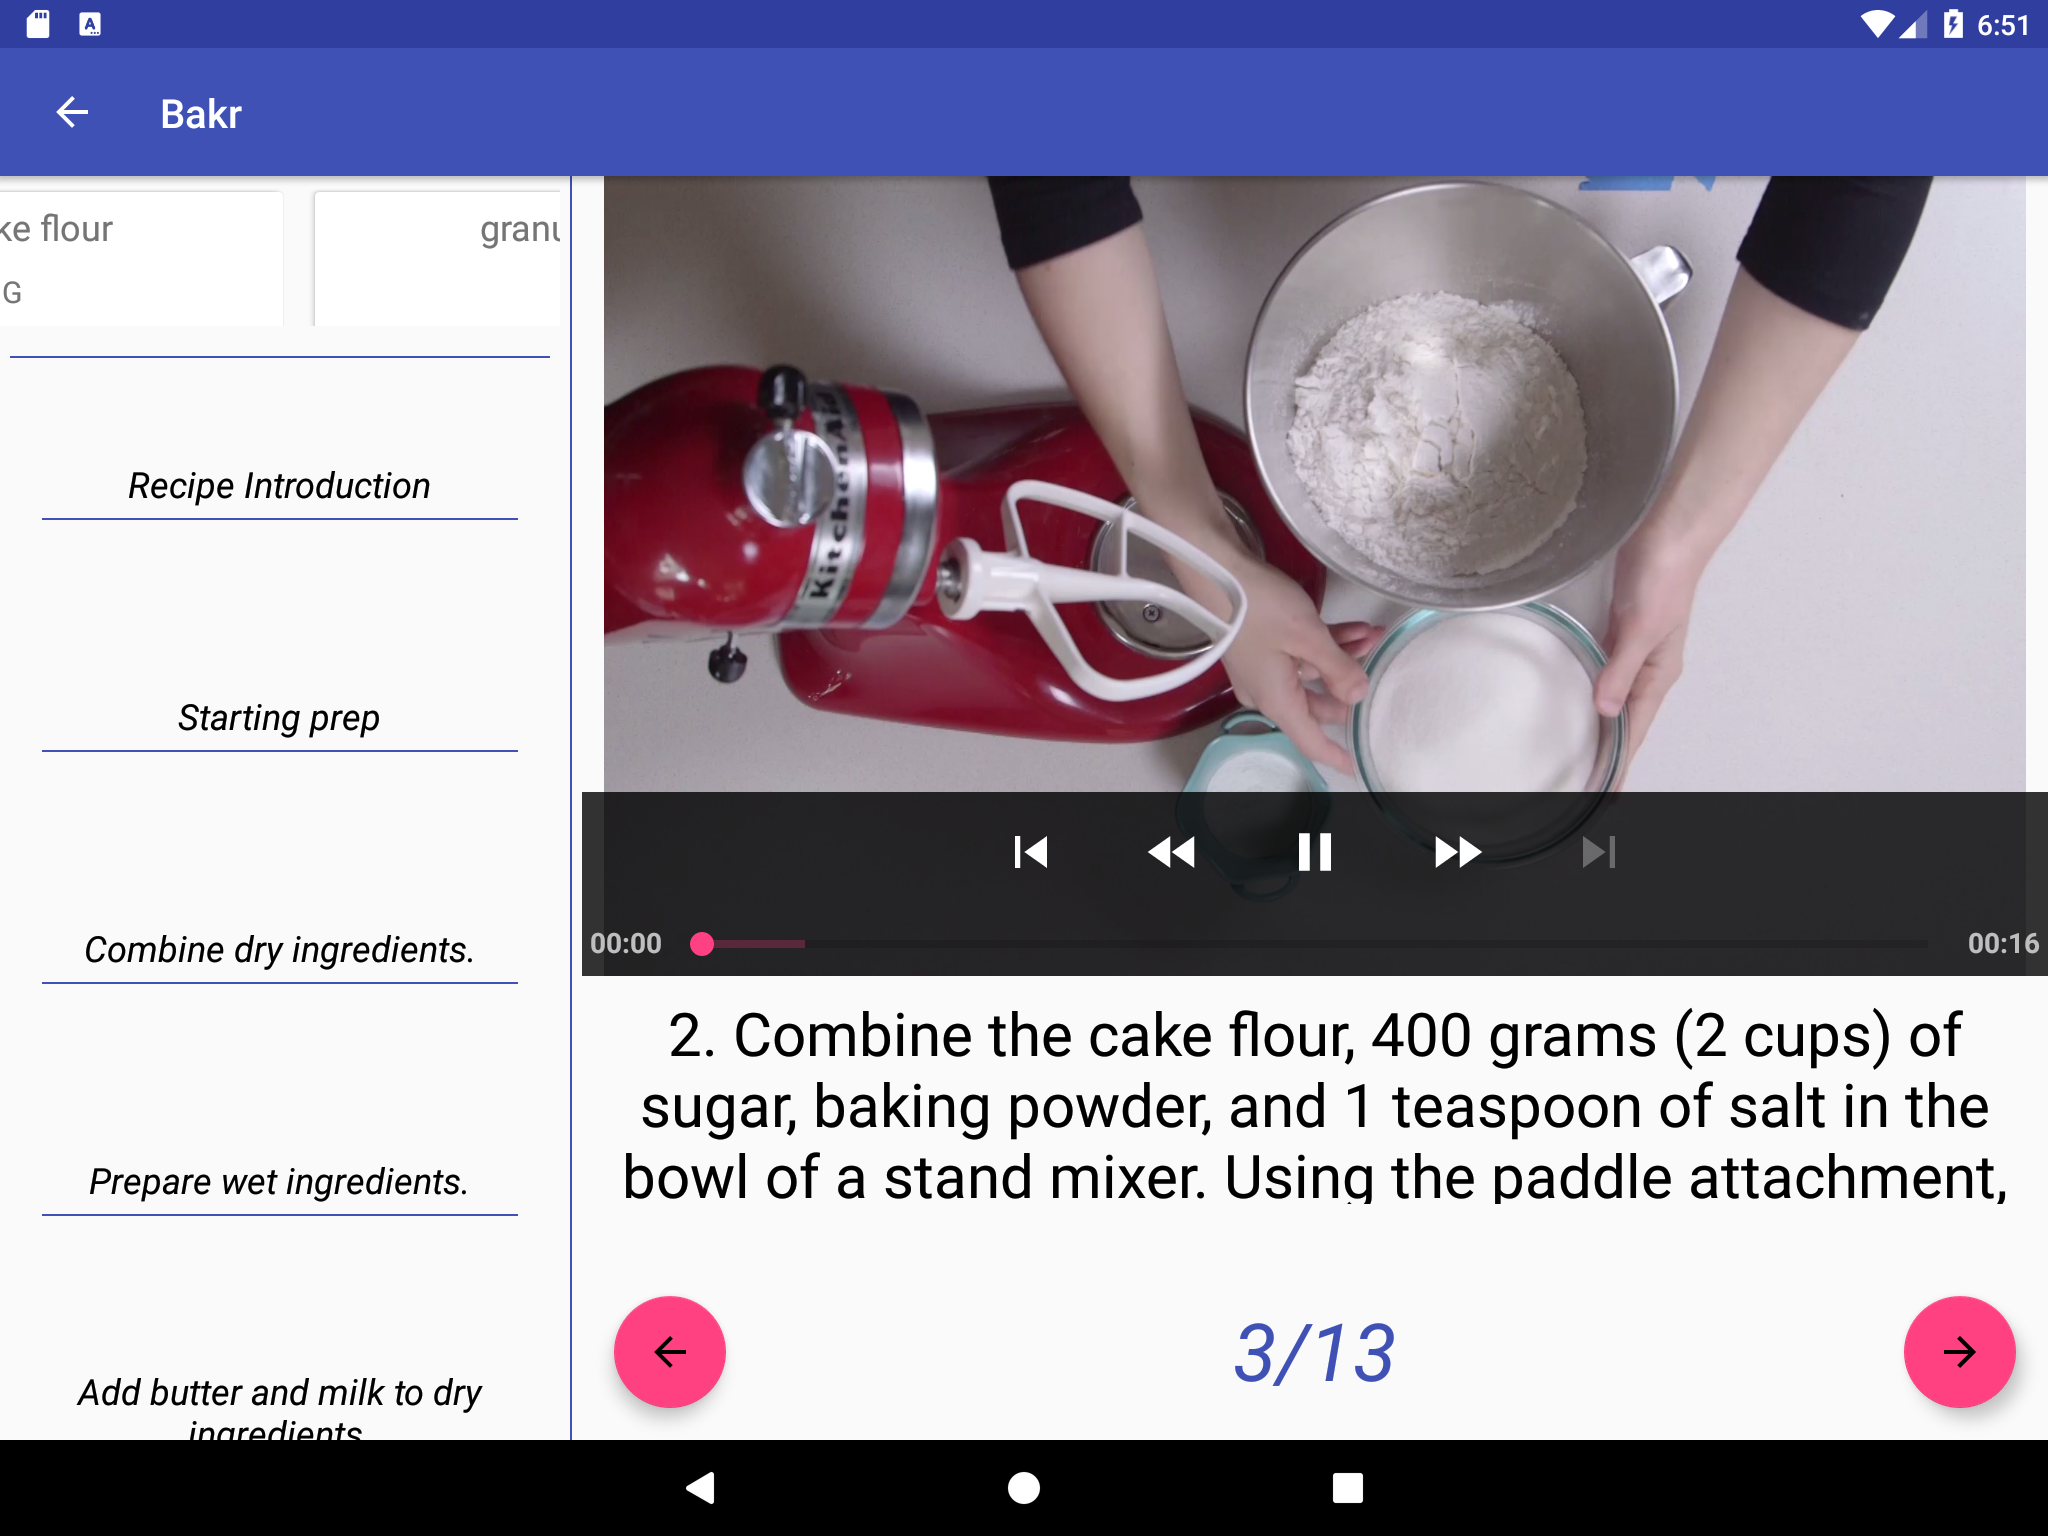 6:51
Bakr
ke flour
G
granu
Recipe Introduction
Starting prep
Combine dry ingredients.
Prepare wet ingredients.
Add butter and milk to dry
ingredients
KitchenAid
00:00
00:16
2. Combine the cake flour, 400 grams (2 cups) of
sugar, baking powder, and 1 teaspoon of salt in the
bowl of a stand mixer. Using the paddle attachment,
3/13